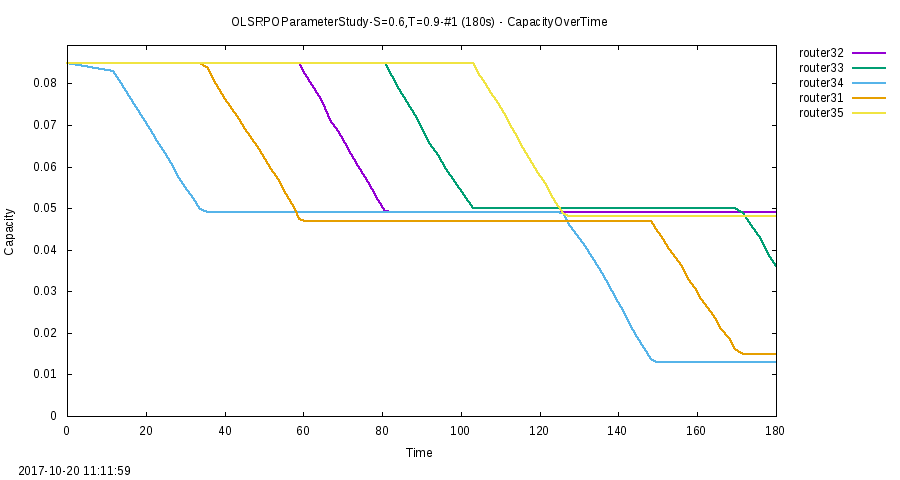 OLSRPOParameterStudy-S=0.6,T=0.9-#1 (180s) - CapacityOverTime
router32
router33
router34
router31
router35
0.08
0.07
0.06
0.05
0.04
0.03
0.02
0.01
0
Capacity
0 20 40 60 80 100 120 140 160 180
Time
2017-10-20 11:11:59